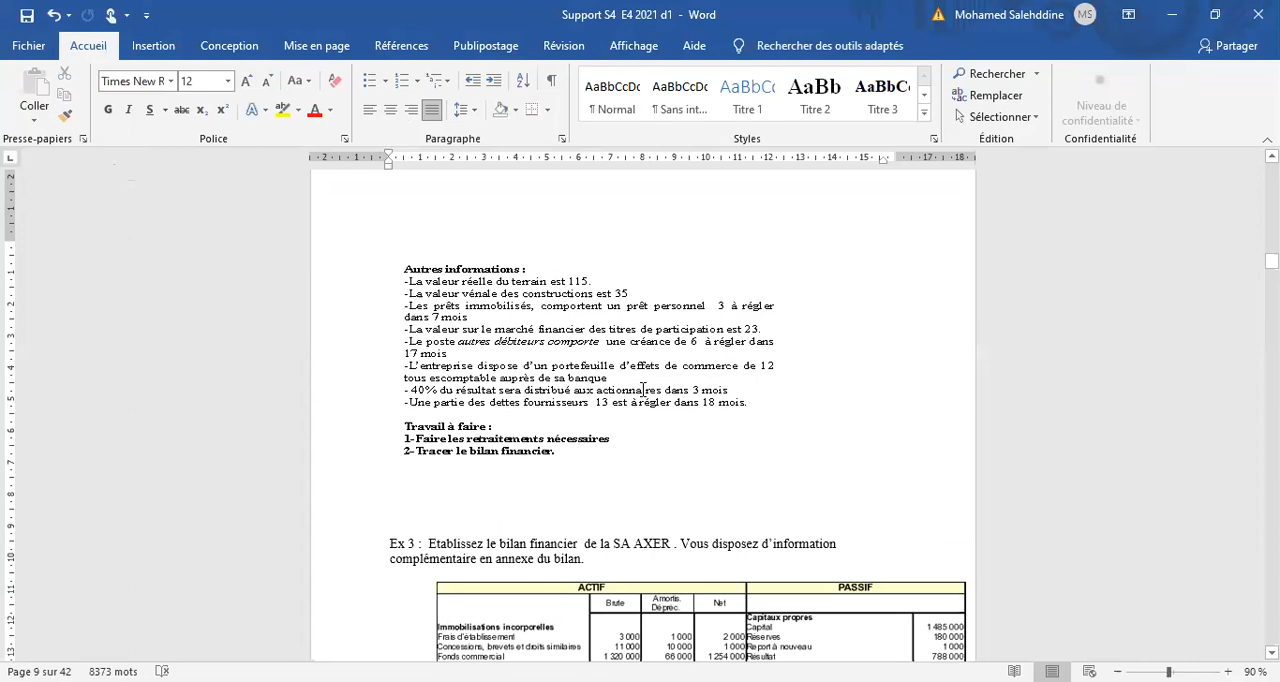 Support S4 E4 2021 d1 - Word
Mohamed Salehddine
MS
Fichier Accueil Insertion Conception Mise en page Références Publipostage Révision Affichage Aide Rechercher des outils adaptés Partager
Coller
Presse-papiers
Times New R 12
G I S abc x₂ x²
Police
Paragraphe
AaBbCcDc AaBbCcDc AaBbCc AaBb AaBbCc
¶ Normal ¶ Sans int... Titre 1 Titre 2 Titre 3
Styles
Rechercher
Remplacer
Sélectionner
Édition
Niveau de
confidentialité
Confidentialité
Autres informations :
-La valeur réelle du terrain est 115.
-La valeur vénale des constructions est 35
-Les prêts immobilisés, comportent un prêt personnel 3 à régler
dans 7 mois
-La valeur sur le marché financier des titres de participation est 23.
-Le poste autres débiteurs comporte une créance de 6 à régler dans
17 mois
-L'entreprise dispose d'un portefeuille d'effets de commerce de 12
tous escomptable auprès de sa banque
- 40% du résultat sera distribué aux actionnaires dans 3 mois
-Une partie des dettes fournisseurs 13 est à régler dans 18 mois.
Travail à faire :
1-Faire les retraitements nécessaires
2-Tracer le bilan financier.
Ex 3 : Etablissez le bilan financier de la SA AXER . Vous disposez d'information
complémentaire en annexe du bilan.
ACTIF PASSIF
Brute Amortis. Dépréc. Net
Capitaux propres
Immobilisations incorporelles Capital 1 485 000
Frais d'établissement 3 000 1 000 2 000 Reserves 180 000
Concessions, brevets et droits similaires 11 000 10 000 1 000 Report à nouveau 1 000
Fonds commercial 1 320 000 66 000 1 254 000 Resultat 788 000
Page 9 sur 42 8373 mots 90 %